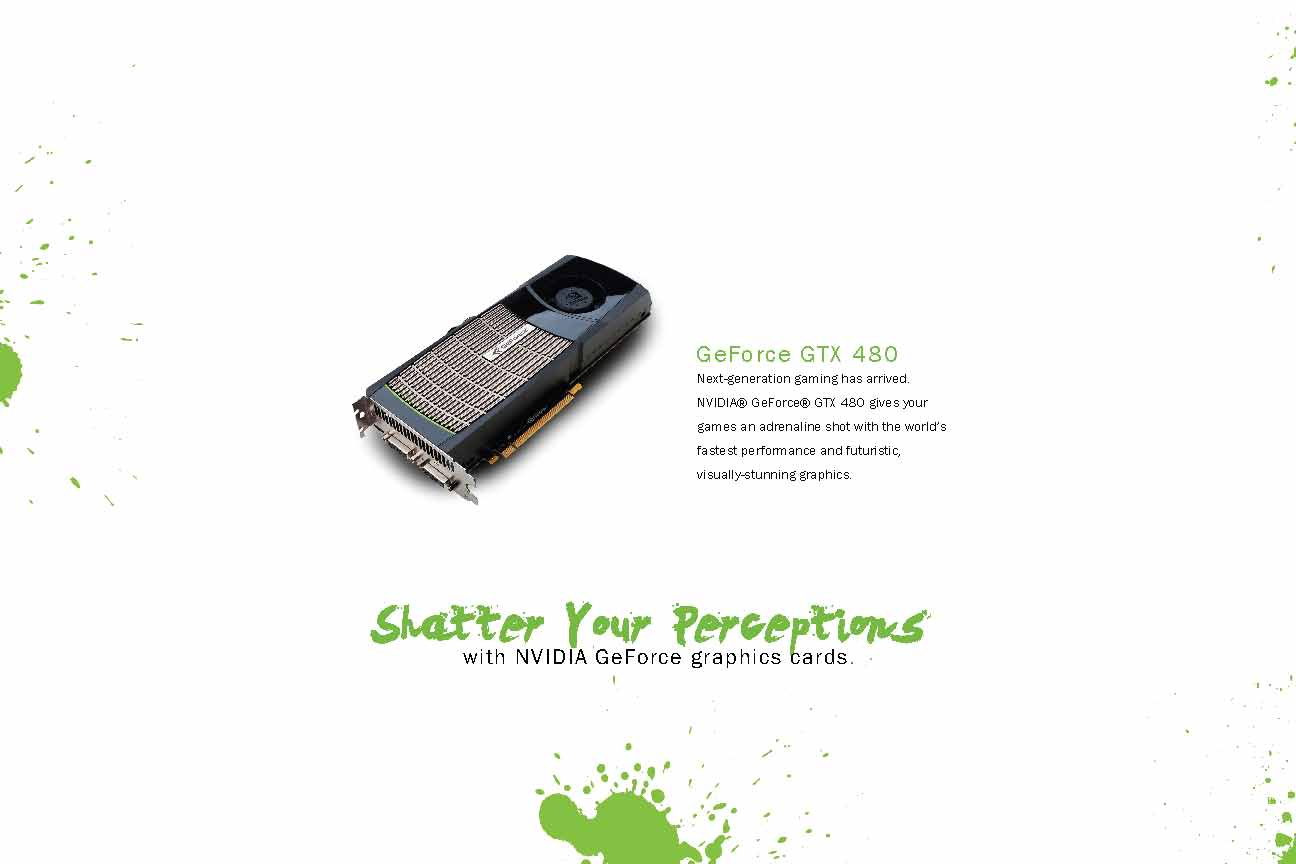 GEFORCE
GeForce GTX 480
Next-generation gaming has arrived.
NVIDIA® GeForce® GTX 480 gives your
games an adrenaline shot with the world's
fastest performance and futuristic,
visually-stunning graphics.
Shatter Your Perceptions
with NVIDIA GeForce graphics cards.